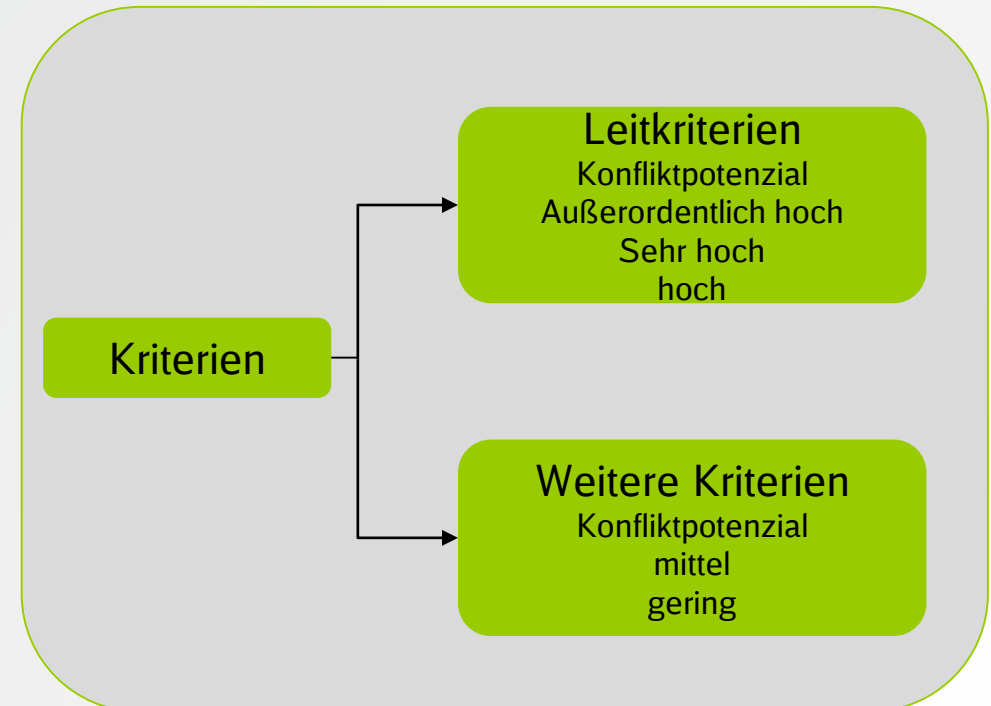 Kriterien
Leitkriterien
Konfliktpotenzial
Außerordentlich hoch
Sehr hoch
hoch
Weitere Kriterien
Konfliktpotenzial
mittel
gering